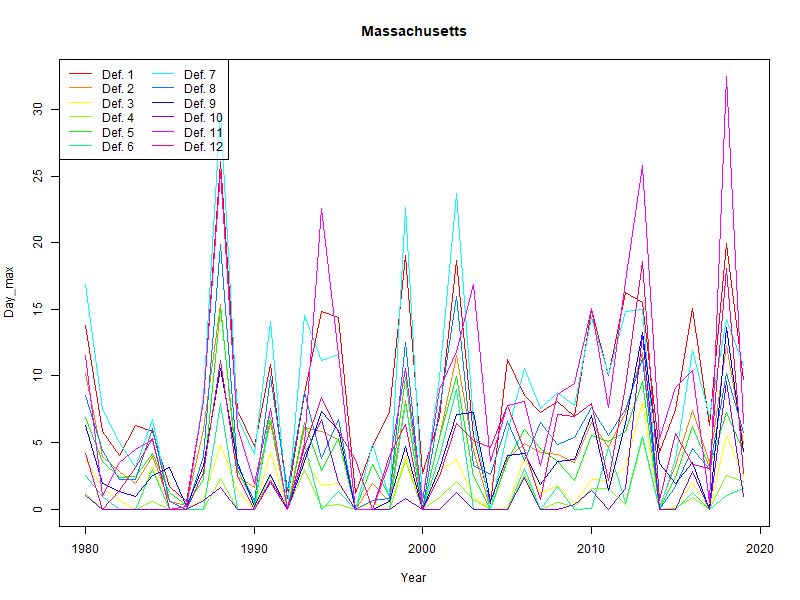 Massachusetts
Def. 1 Def. 7
Def. 2 Def. 8
Def. 3 Def. 9
Def. 4 Def. 10
Def. 5 Def. 11
Def. 6 Def. 12
Day_max
30
25
20
15
10
5
0
1980 1990 2000 2010 2020
Year